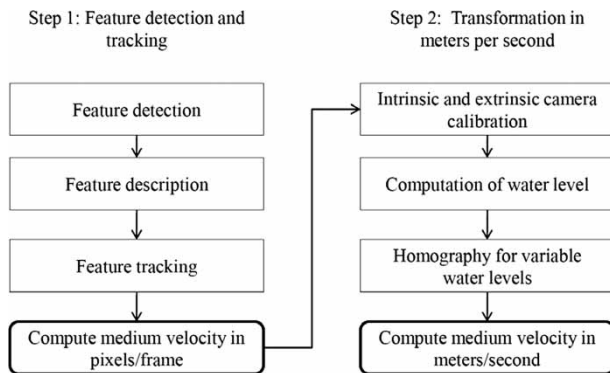 Step 1: Feature detection and
tracking
Feature detection
Feature description
Feature tracking
Compute medium velocity in
pixels/frame
Step 2: Transformation in
meters per second
Intrinsic and extrinsic camera
calibration
Computation of water level
Homography for variable
water levels
Compute medium velocity in
meters/second